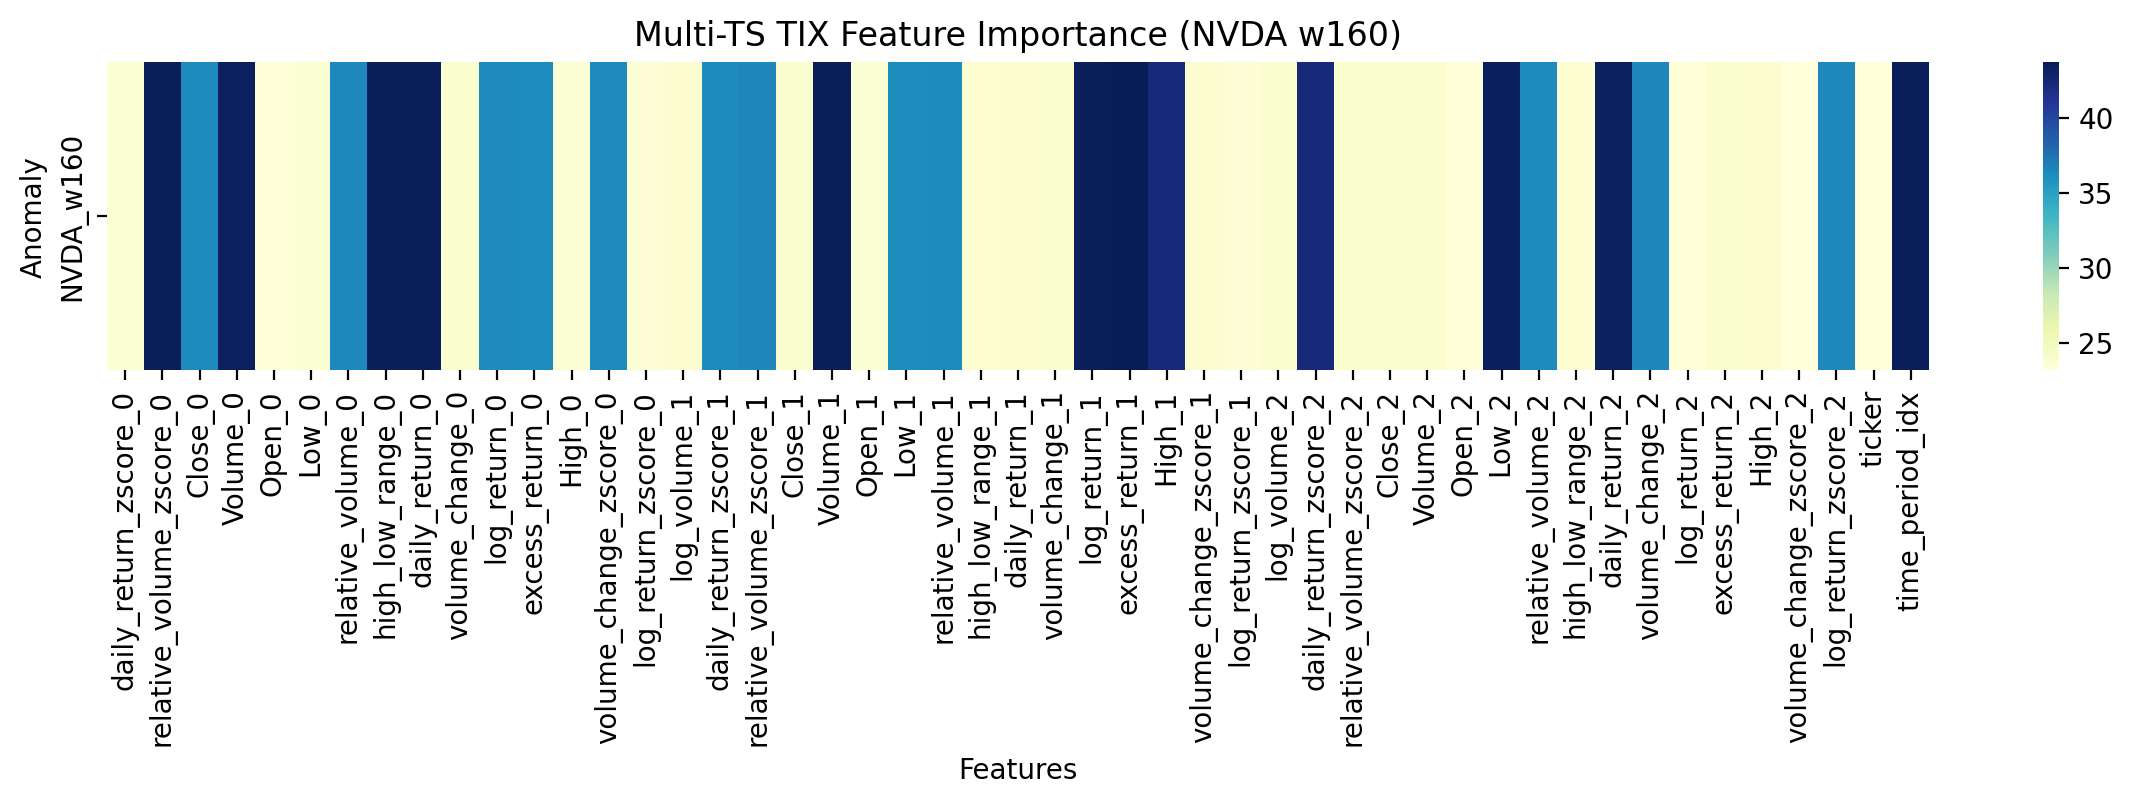 Multi-TS TIX Feature Importance (NVDA w160)
Anomaly
NVDA_w160
40
35
30
25
daily_return_zscore_0
relative_volume_zscore_0
Close_0
Volume_0
Open_0
Low_0
relative_volume_0
high_low_range_0
daily_return_0
volume_change_0
log_return_0
excess_return_0
High_0
volume_change_zscore_0
log_return_zscore_0
log_volume_1
daily_return_zscore_1
relative_volume_zscore_1
Close_1
Volume_1
Open_1
Low_1
relative_volume_1
high_low_range_1
daily_return_1
volume_change_1
log_return_1
excess_return_1
High_1
volume_change_zscore_1
log_return_zscore_1
log_volume_2
daily_return_zscore_2
relative_volume_zscore_2
Close_2
Volume_2
Open_2
Low_2
relative_volume_2
high_low_range_2
daily_return_2
volume_change_2
log_return_2
excess_return_2
High_2
volume_change_zscore_2
log_return_zscore_2
ticker
time_period_idx
Features